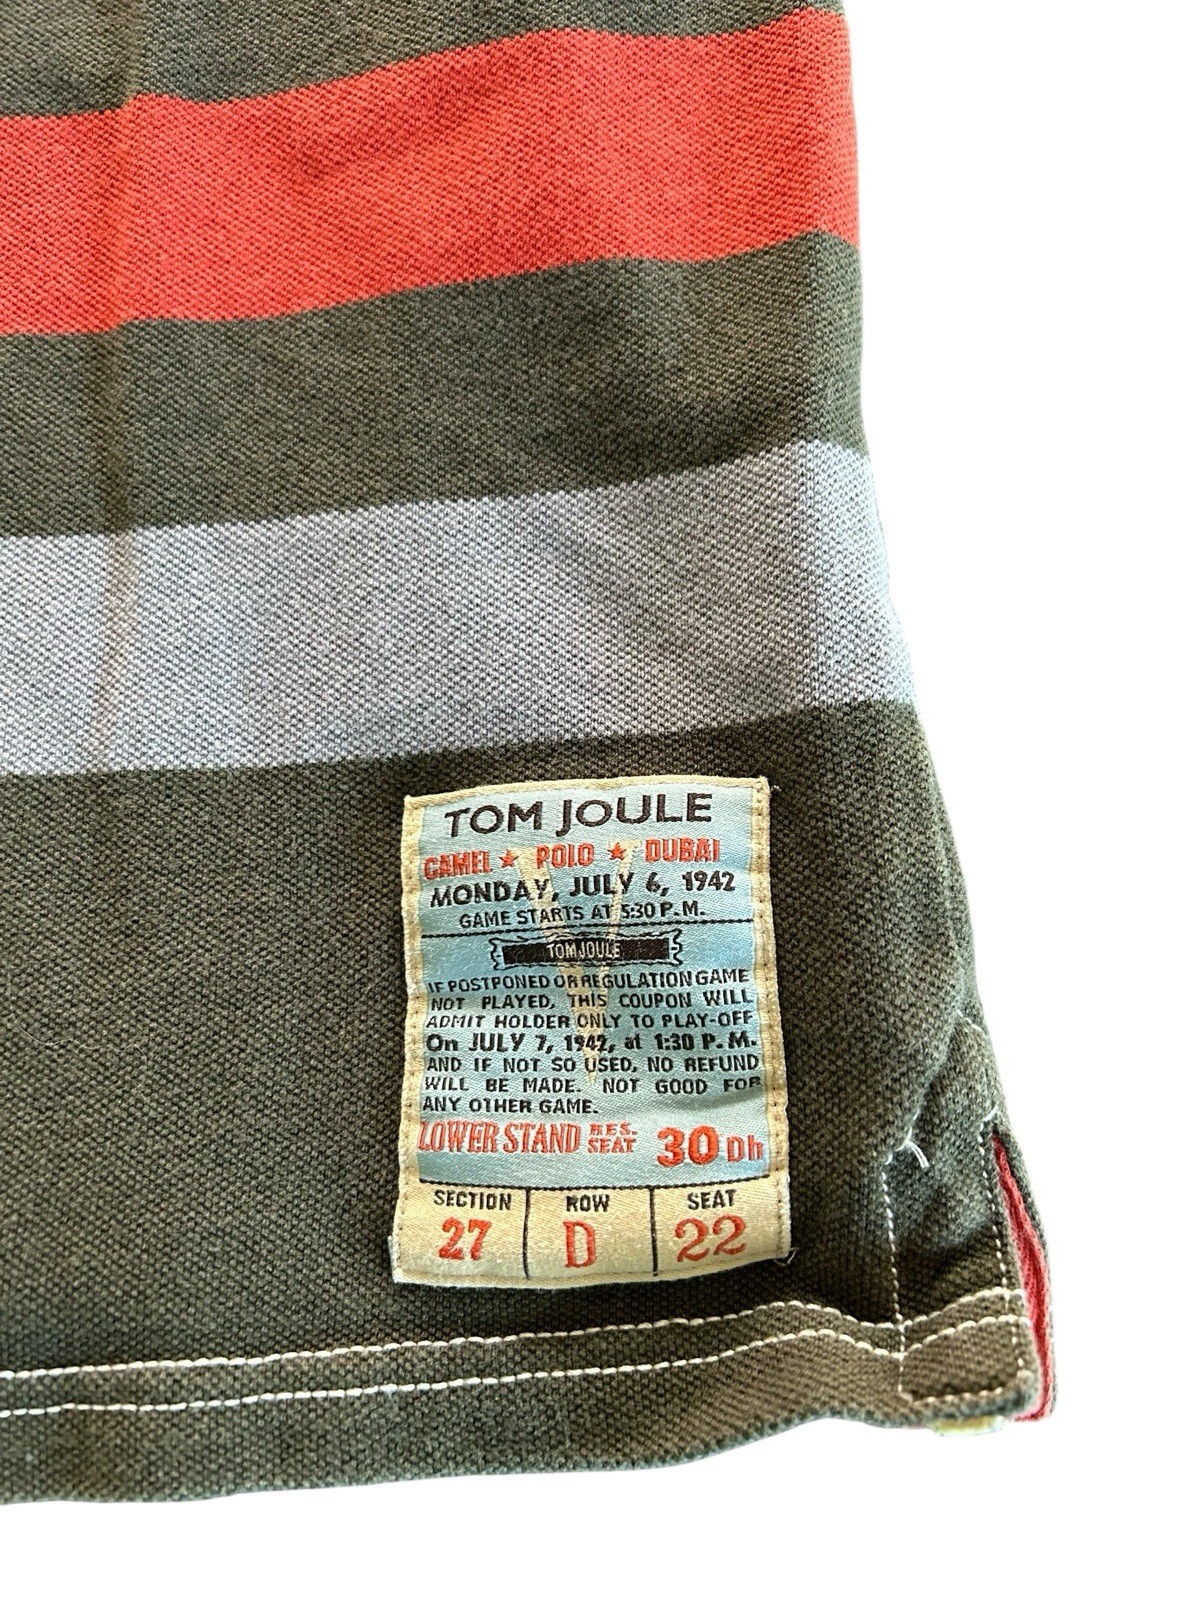 TOM JOULE
CAMEL ★ POLO ★ DUBAI
MONDAY, JULY 6, 1942
GAME STARTS AT 5:30 P.M.
TOM JOULE
IF POSTPONED OR REGULATION GAME
NOT PLAYED, THIS COUPON WILL
ADMIT HOLDER ONLY TO PLAY-OFF
On JULY 7, 1942, at 1:30 P.M.
AND IF NOT SO USED, NO REFUND
WILL BE MADE. NOT GOOD FOR
ANY OTHER GAME.
LOWER STAND RES. SEAT 30 Dh
SECTION ROW SEAT
27 D 22